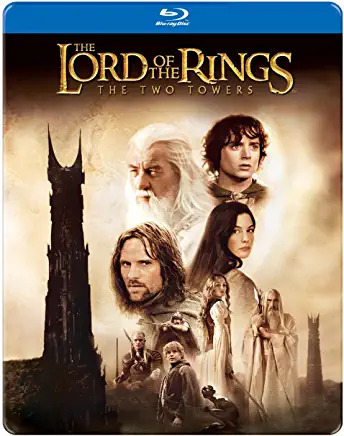 Blu-ray Disc
THE
LORD OF THE RINGS
THE TWO TOWERS